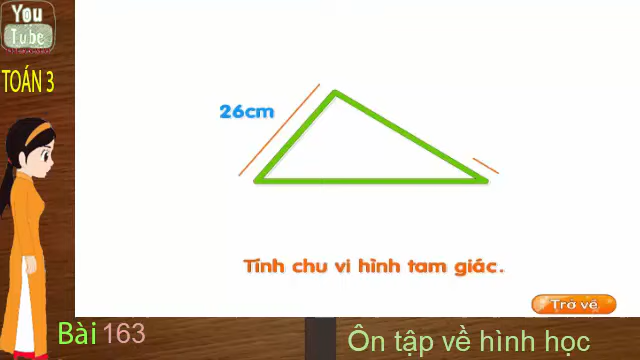 You
Tube
TOÁN 3
26cm
Tính chu vi hình tam giác.
Trở về
Bài 163
Ôn tập về hình học